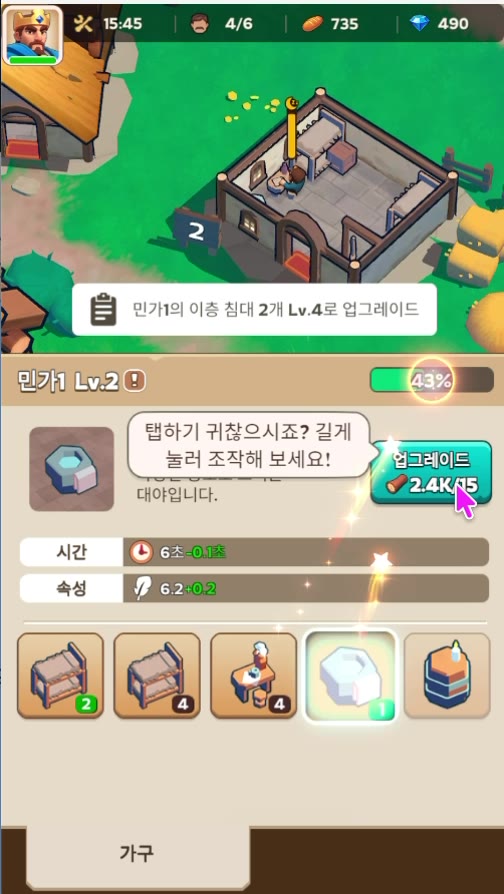 15:45
4/6
735
490
2
민가1의 이층 침대 2개 Lv.4로 업그레이드
민가1 Lv.2 !
43%
탭하기 귀찮으시죠? 길게
눌러 조작해 보세요!
대야입니다.
업그레이드
2.4K/15
시간
6초-0.1초
속성
6.2+0.2
2
4
4
1
가구